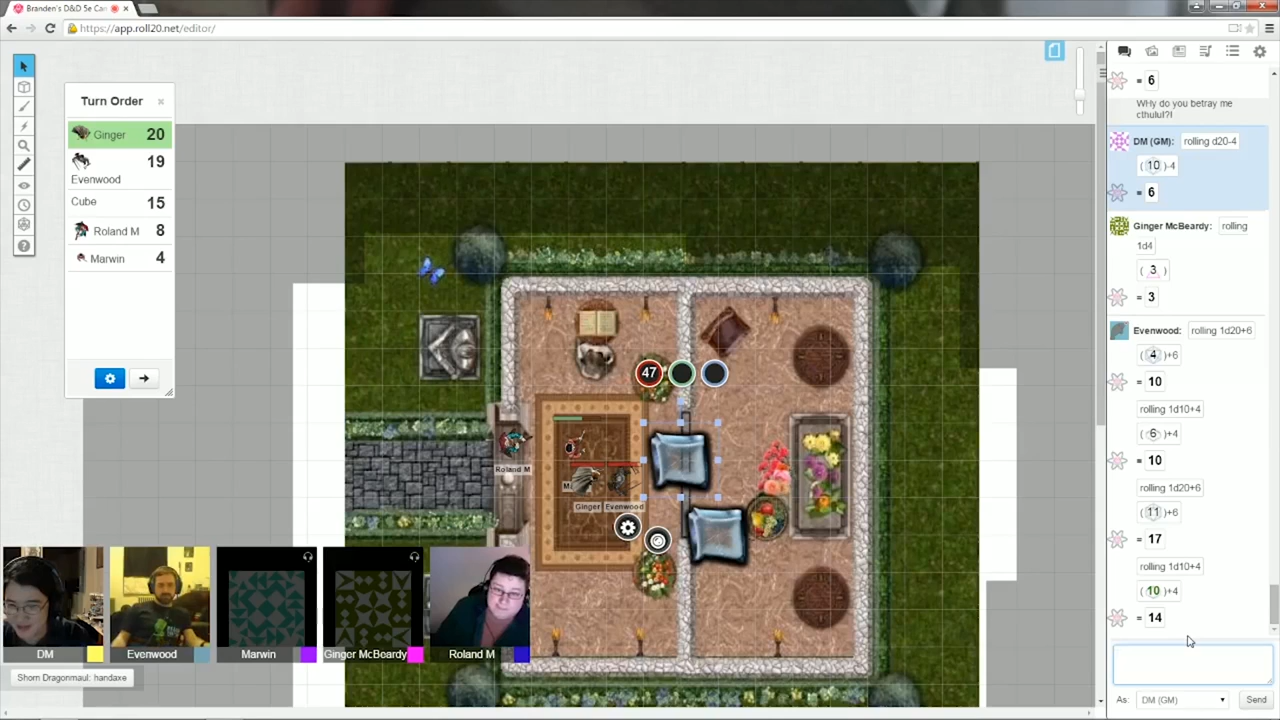 Branden's D&D 5e Can
https://app.roll20.net/editor/
Turn Order
Ginger 20
19
Evenwood
Cube 15
Roland M 8
Marwin 4
47
Roland M
Ginger
Evenwood
DM
Evenwood
Marwin
Ginger McBeardy
Roland M
Shorn Dragonmaul: handaxe
= 6
WHy do you betray me
cthulu!?!
DM (GM): rolling d20-4
(10)-4
= 6
Ginger McBeardy: rolling
1d4
(3)
= 3
Evenwood: rolling 1d20+6
(4)+6
= 10
rolling 1d10+4
(6)+4
= 10
rolling 1d20+6
(11)+6
= 17
rolling 1d10+4
(10)+4
= 14
As: DM (GM) Send